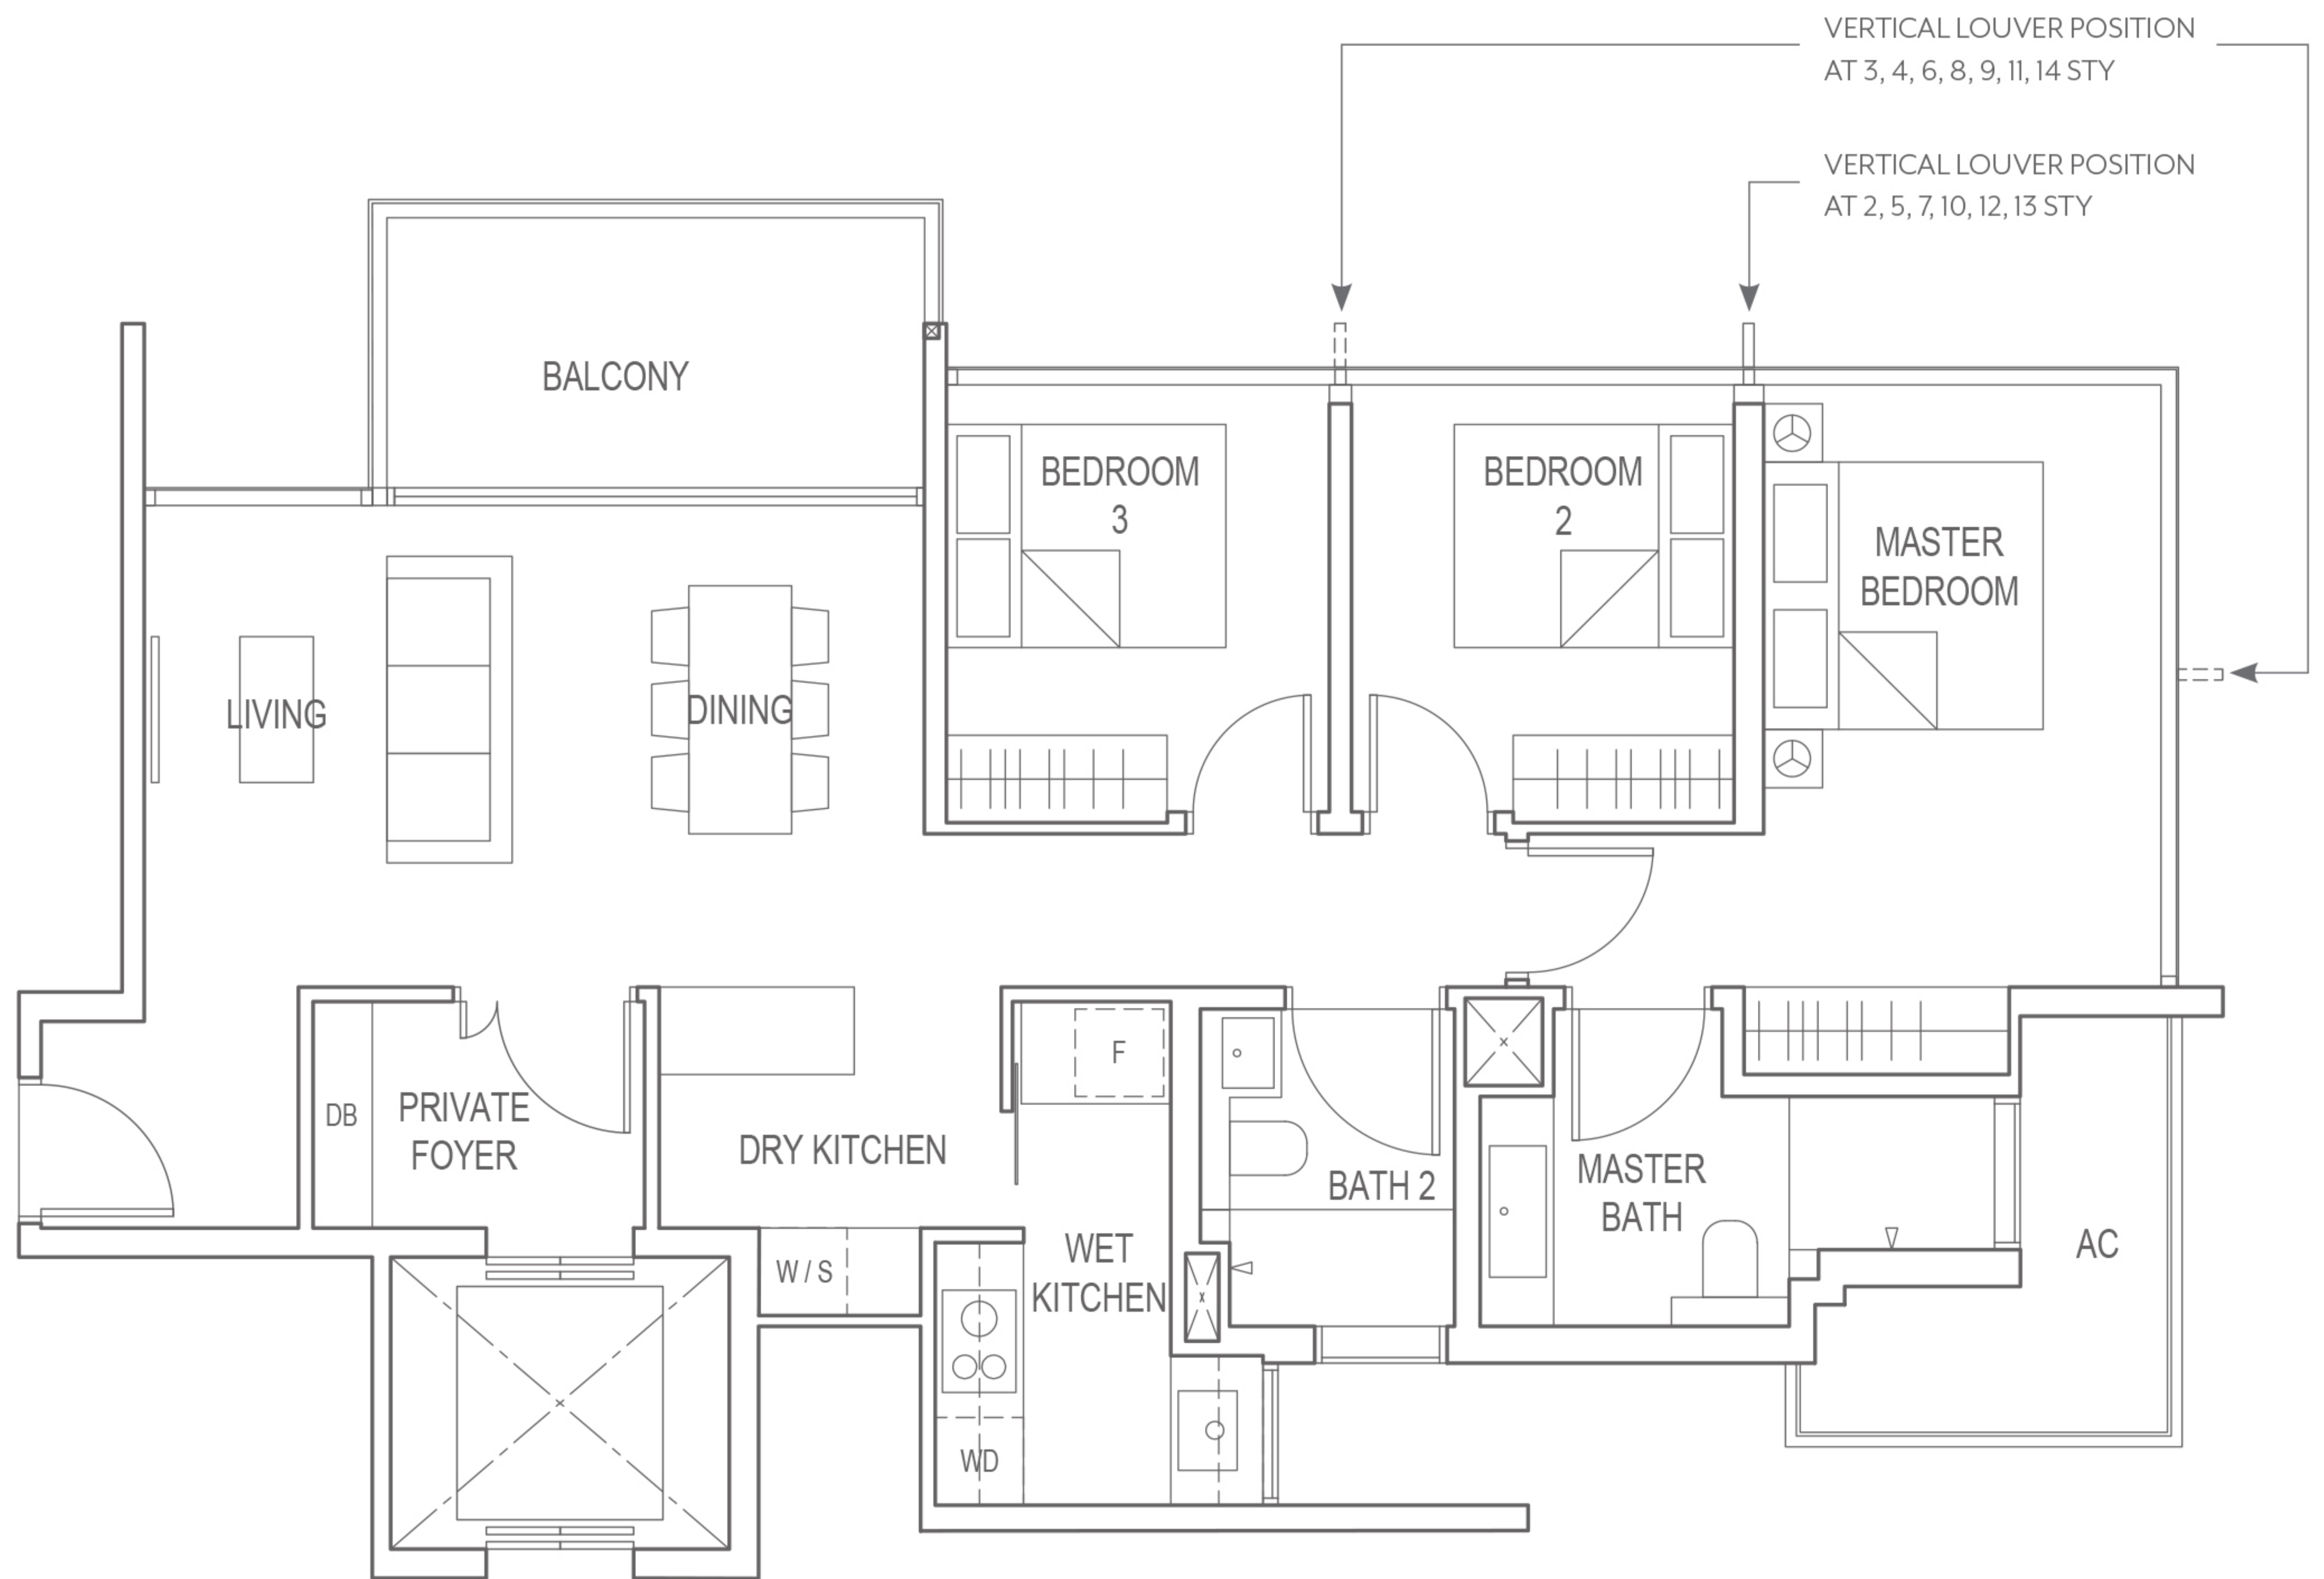 VERTICAL LOUVER POSITION
AT 3, 4, 6, 8, 9, 11, 14 STY
VERTICAL LOUVER POSITION
AT 2, 5, 7, 10, 12, 13 STY
BALCONY
BEDROOM
3
BEDROOM
2
MASTER
BEDROOM
LIVING
DINING
F
DB
PRIVATE
FOYER
DRY KITCHEN
BATH 2
MASTER
BATH
W / S
WET
KITCHEN
AC
WD